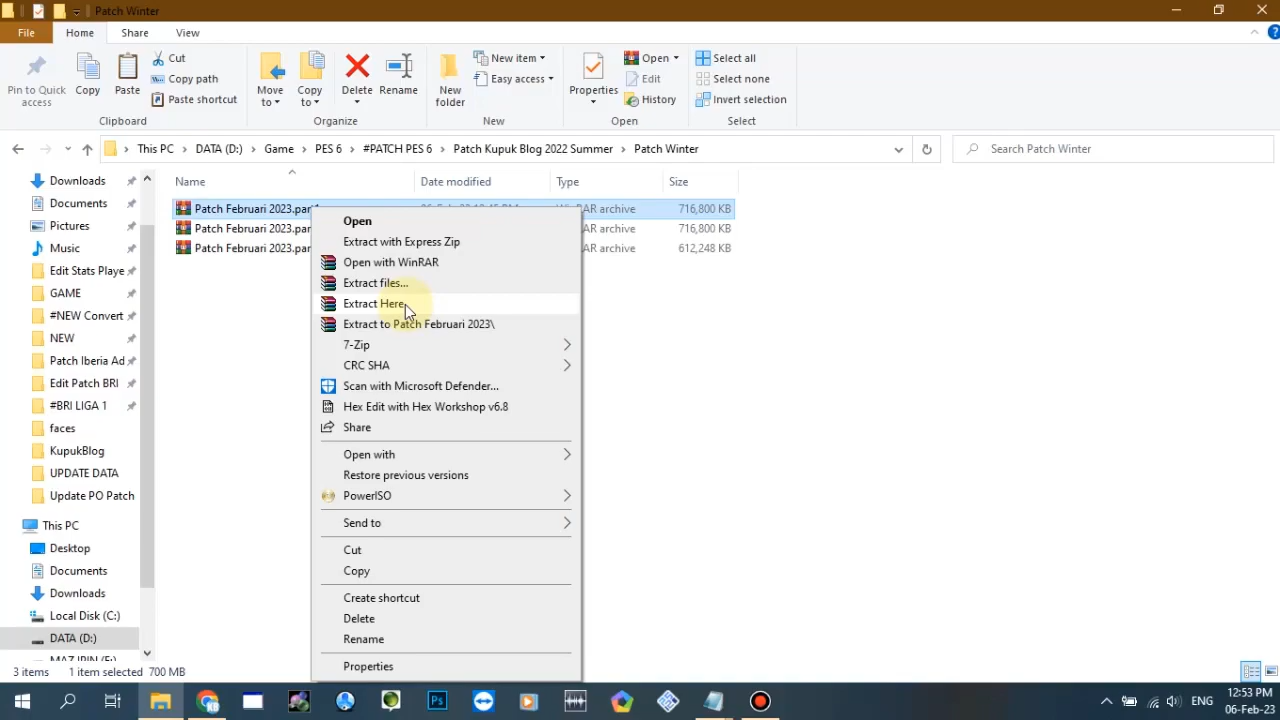 Patch Winter
File
Home
Share
View
Pin to Quick access
Copy
Paste
Cut
Copy path
Paste shortcut
Clipboard
Move to
Copy to
Delete
Rename
Organize
New folder
New item
Easy access
New
Properties
Open
Edit
History
Open
Select all
Select none
Invert selection
Select
This PC
DATA (D:)
Game
PES 6
#PATCH PES 6
Patch Kupuk Blog 2022 Summer
Patch Winter
Search Patch Winter
Downloads
Documents
Pictures
Music
Edit Stats Playe
GAME
#NEW Convert
NEW
Patch Iberia Ad
Edit Patch BRI
#BRI LIGA 1
faces
KupukBlog
UPDATE DATA
Update PO Patch
This PC
Desktop
Documents
Downloads
Local Disk (C:)
DATA (D:)
Name
Date modified
Type
Size
Patch Februari 2023.part1
WinRAR archive
716,800 KB
Patch Februari 2023.par
RAR archive
716,800 KB
Patch Februari 2023.par
RAR archive
612,248 KB
Open
Extract with Express Zip
Open with WinRAR
Extract files...
Extract Here
Extract to Patch Februari 2023\
7-Zip
CRC SHA
Scan with Microsoft Defender...
Hex Edit with Hex Workshop v6.8
Share
Open with
Restore previous versions
PowerISO
Send to
Cut
Copy
Create shortcut
Delete
Rename
Properties
3 items
1 item selected
700 MB
Ps
ENG
12:53 PM
06-Feb-23